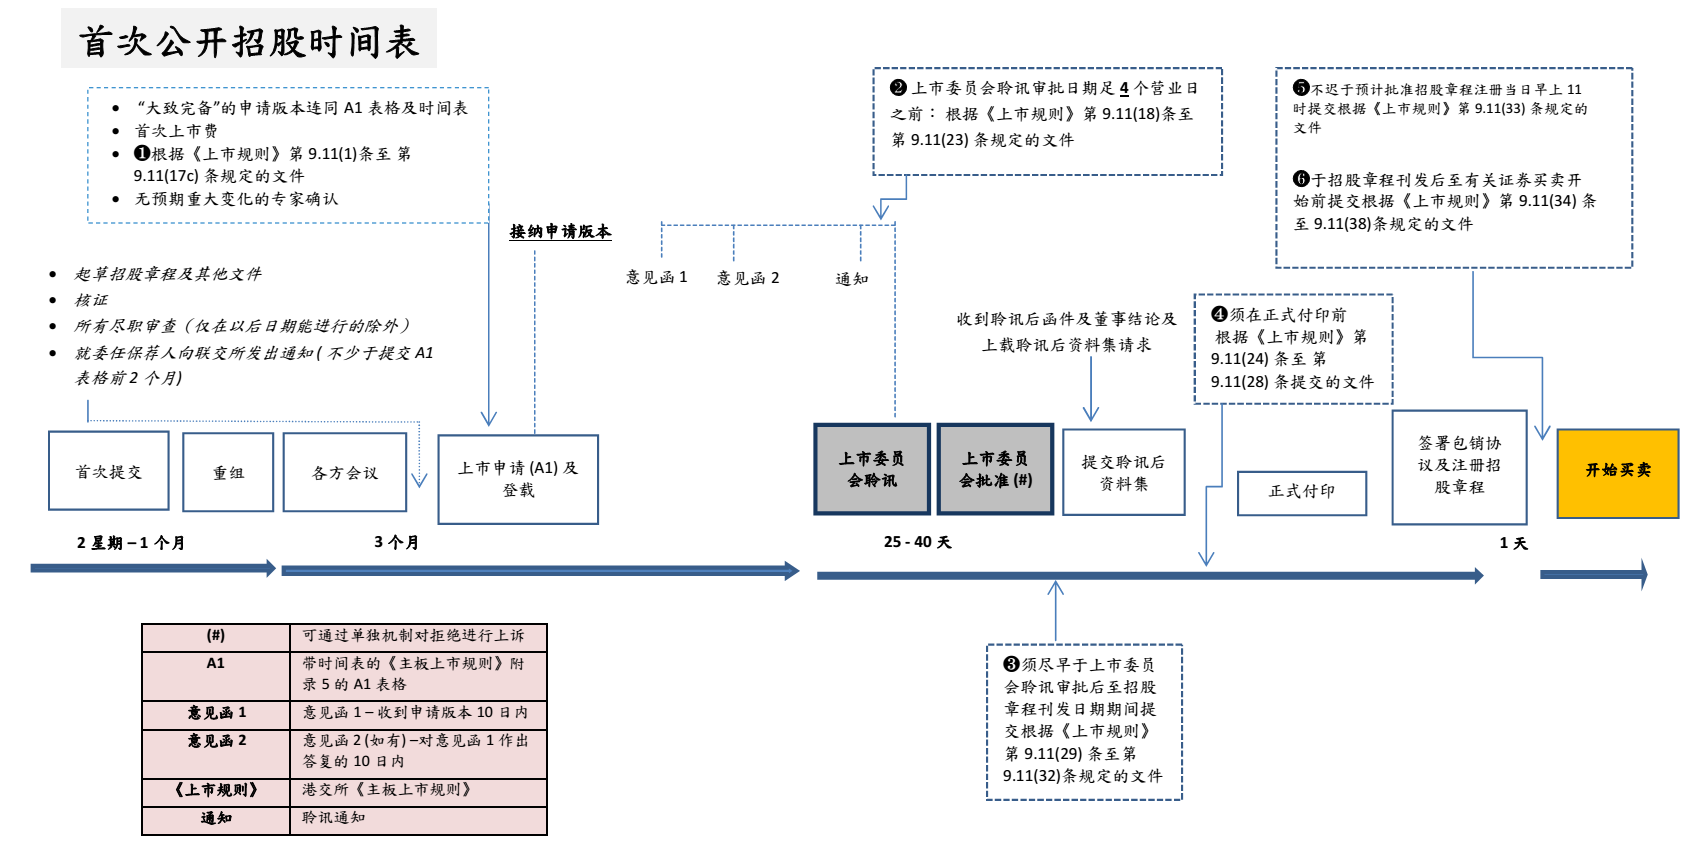 首次公开招股时间表
• “大致完备”的申请版本连同 A1 表格及时间表
• 首次上市费
• ❶根据《上市规则》第 9.11(1)条至 第
9.11(17c) 条规定的文件
• 无预期重大变化的专家确认
❷上市委员会聆讯审批日期足 4 个营业日
之前：根据《上市规则》第 9.11(18)条至
第 9.11(23) 条规定的文件
❺不迟于预计批准招股章程注册当日早上 11
时提交根据《上市规则》第 9.11(33) 条规定的
文件
❻于招股章程刊发后至有关证券买卖开
始前提交根据《上市规则》第 9.11(34) 条
至 9.11(38)条规定的文件
接纳申请版本
意见函 1
意见函 2
通知
• 起草招股章程及其他文件
• 核证
• 所有尽职审查（仅在以后日期能进行的除外）
• 就委任保荐人向联交所发出通知( 不少于提交 A1
表格前 2 个月)
收到聆讯后函件及董事结论及
上载聆讯后资料集请求
❹须在正式付印前
根据《上市规则》第
9.11(24) 条至 第
9.11(28) 条提交的文件
首次提交
重组
各方会议
上市申请 (A1) 及
登载
上市委员
会聆讯
上市委员
会批准 (#)
提交聆讯后
资料集
正式付印
签署包销协
议及注册招
股章程
开始买卖
2 星期 – 1 个月
3 个月
25 - 40 天
1 天
❸须尽早于上市委员
会聆讯审批后至招股
章程刊发日期期间提
交根据《上市规则》
第 9.11(29) 条至第
9.11(32)条规定的文件
(#) 可通过单独机制对拒绝进行上诉
A1 带时间表的《主板上市规则》附
录 5 的 A1 表格
意见函 1 意见函 1 – 收到申请版本 10 日内
意见函 2 意见函 2 (如有) –对意见函 1 作出
答复的 10 日内
《上市规则》 港交所《主板上市规则》
通知 聆讯通知